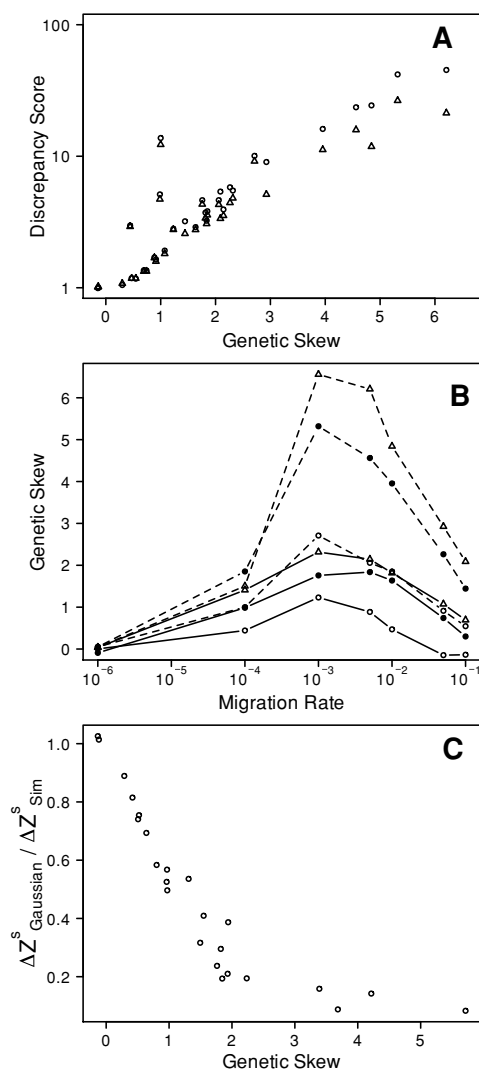 A
Discrepancy Score
100
10
1
0 1 2 3 4 5 6
Genetic Skew
B
Genetic Skew
6
5
4
3
2
1
0
10⁻⁶ 10⁻⁵ 10⁻⁴ 10⁻³ 10⁻² 10⁻¹
Migration Rate
C
ΔZˢGaussian / ΔZˢSim
1.0
0.8
0.6
0.4
0.2
0 1 2 3 4 5
Genetic Skew